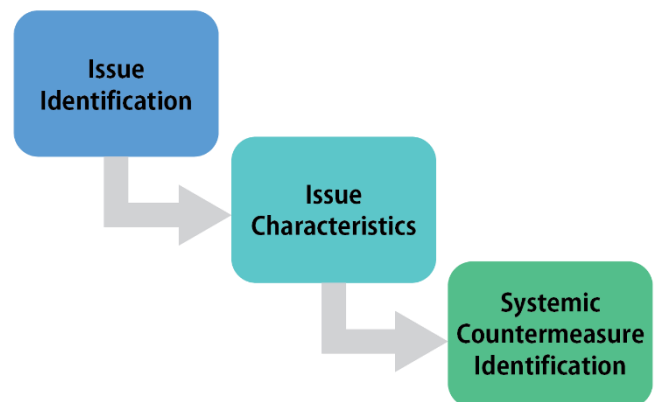 Issue
Identification
Issue
Characteristics
Systemic
Countermeasure
Identification